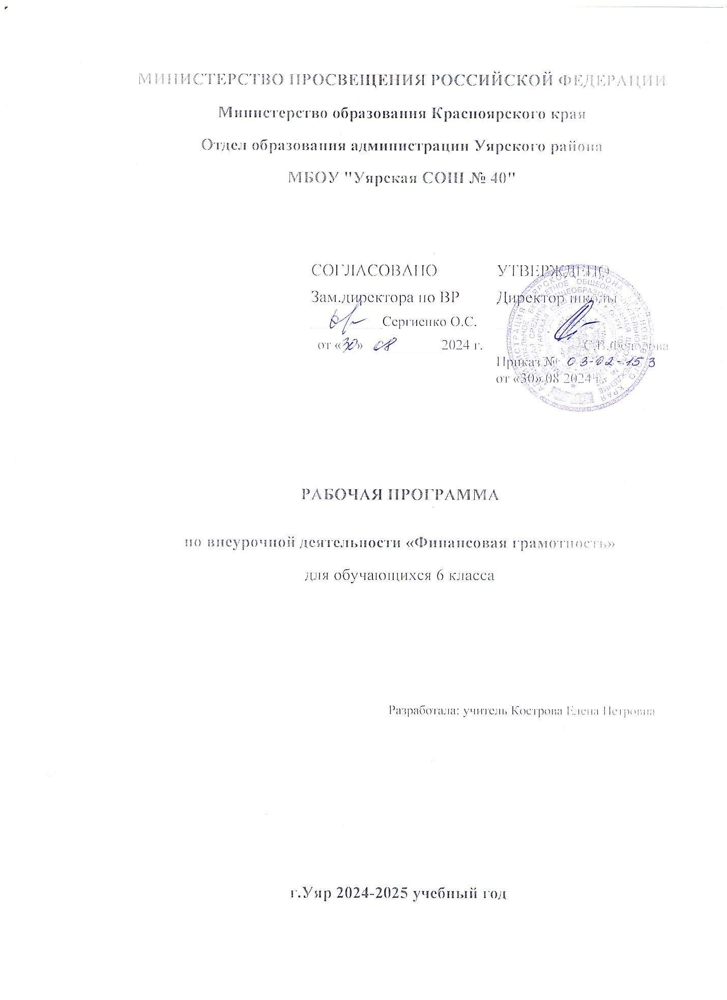 МИНИСТЕРСТВО ПРОСВЕЩЕНИЯ РОССИЙСКОЙ ФЕДЕРАЦИИ
Министерство образования Красноярского края
Отдел образования администрации Уярского района
МБОУ "Уярская СОШ № 40"
СОГЛАСОВАНО
Зам.директора по ВР
Сергиенко О.С.
от «30» 08 2024 г.
УТВЕРЖДЕНО
Директор школы
С.В.Федорова
Приказ № 03-02-153
от «30» 08 2024 г.
РАБОЧАЯ ПРОГРАММА
по внеурочной деятельности «Финансовая грамотность»
для обучающихся 6 класса
Разработала: учитель Кострова Елена Петровна
г.Уяр 2024-2025 учебный год